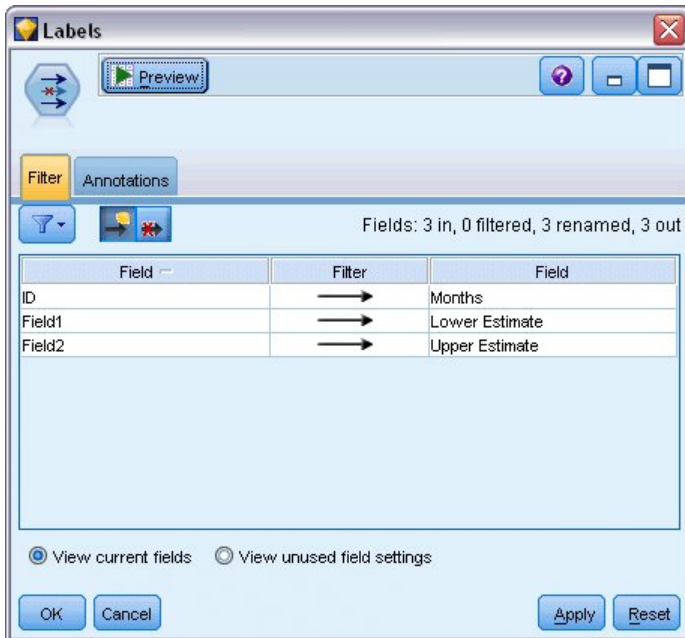 Labels
Preview
Filter Annotations
Fields: 3 in, 0 filtered, 3 renamed, 3 out
Field Filter Field
ID Months
Field1 Lower Estimate
Field2 Upper Estimate
View current fields View unused field settings
OK Cancel Apply Reset